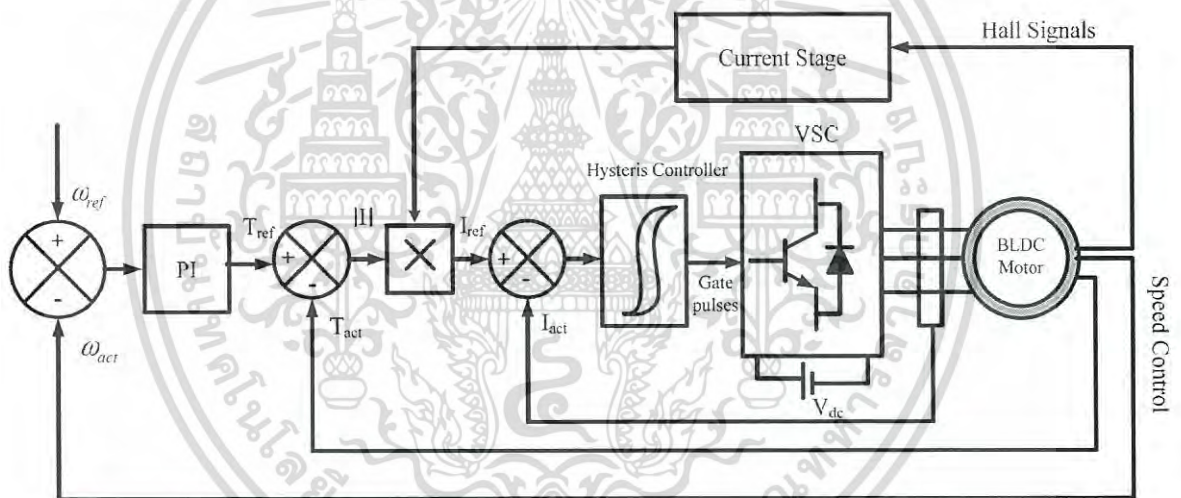 Hall Signals
Current Stage
VSC
Hysteris Controller
ω_ref
+
-
ω_act
PI
T_ref
+
-
T_act
|I|
I_ref
+
-
I_act
Gate
pulses
V_dc
BLDC
Motor
Speed Control